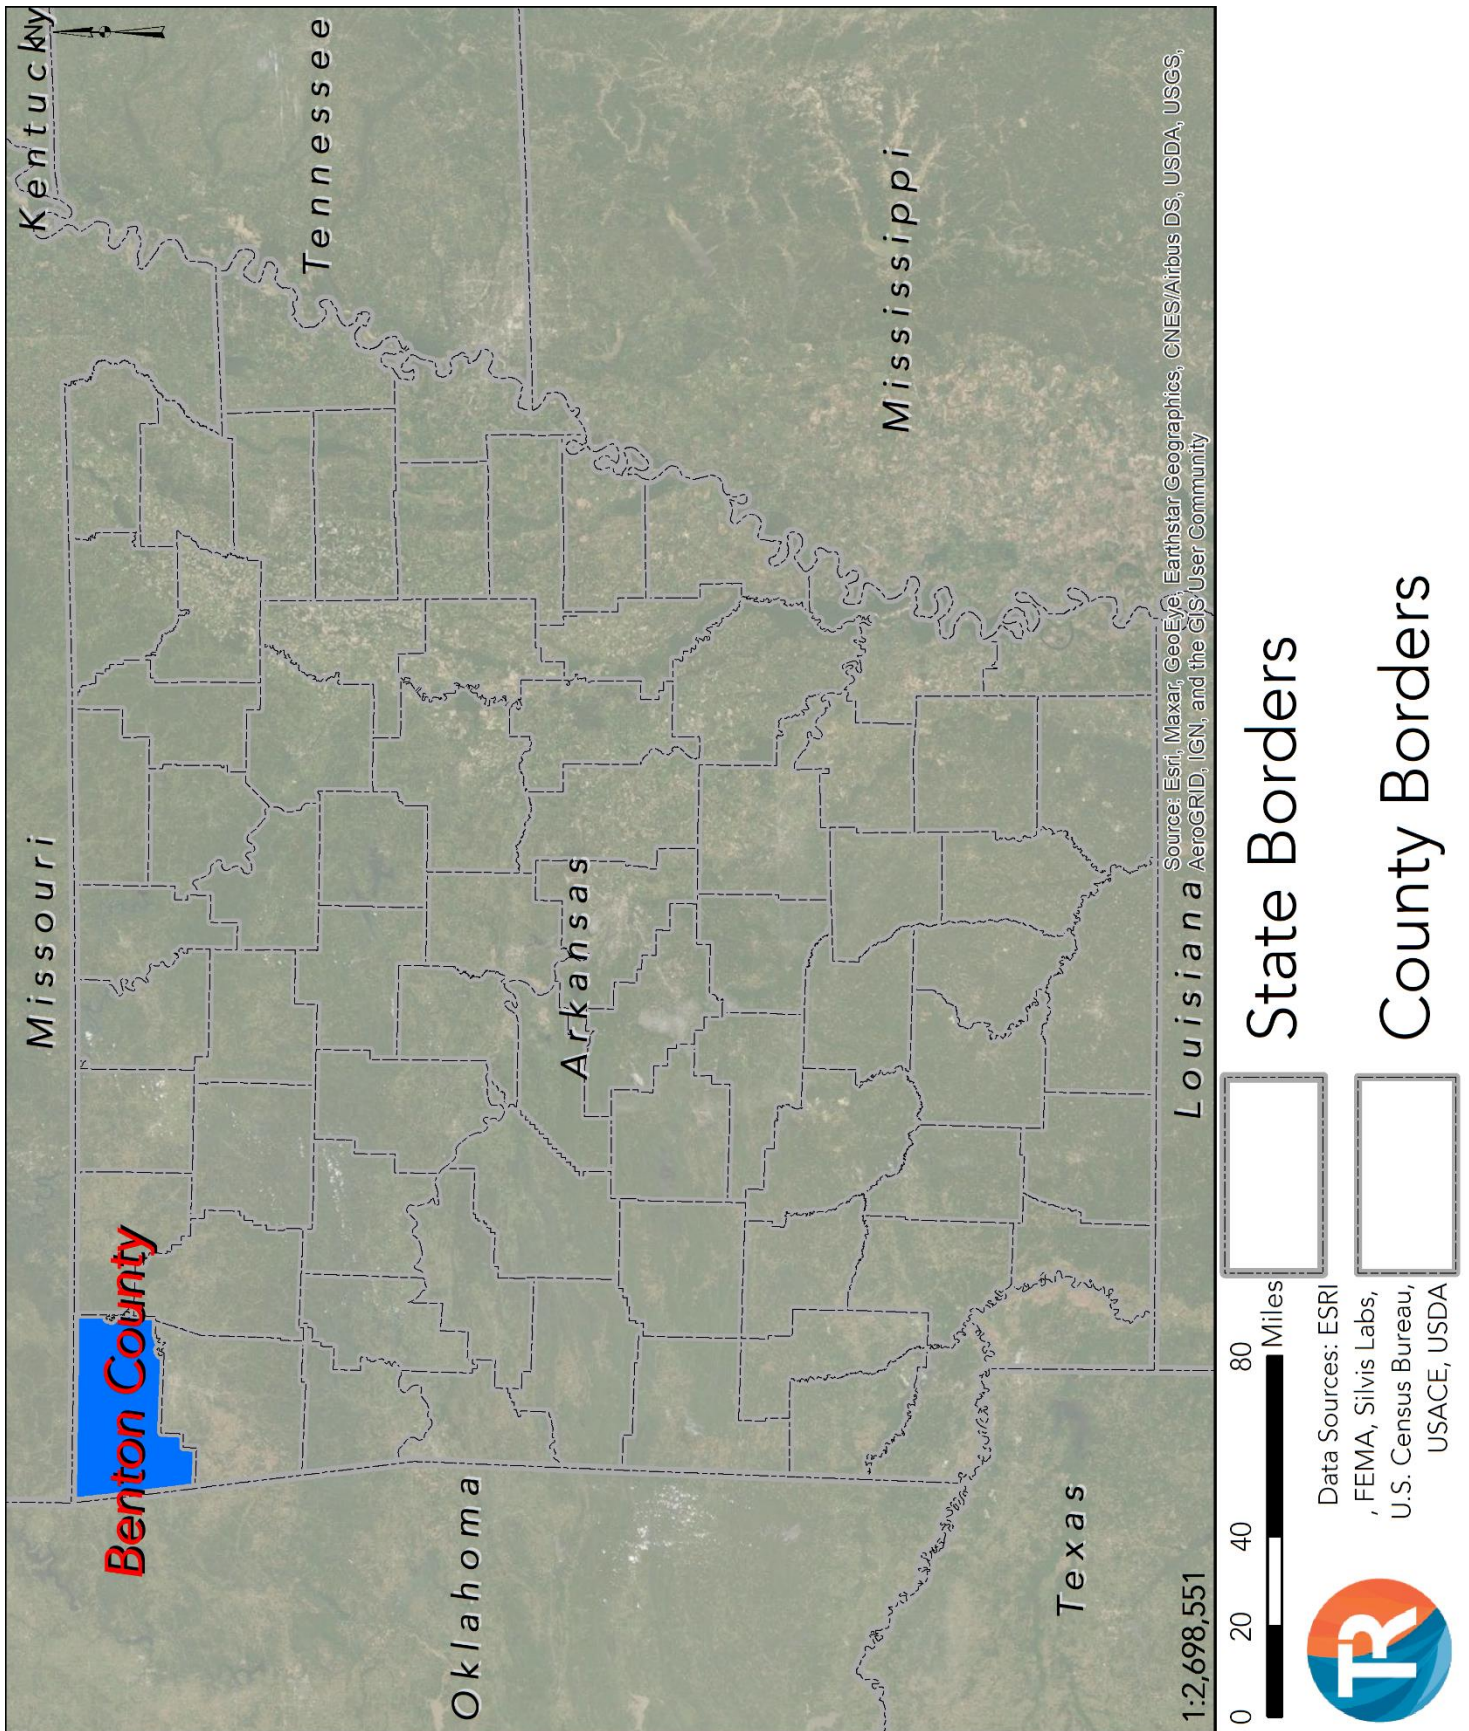 Kentucky
N
Missouri
Tennessee
Benton County
Oklahoma
Arkansas
Mississippi
Texas
Louisiana
Source: Esri, Maxar, GeoEye, Earthstar Geographics, CNES/Airbus DS, USDA, USGS,
AeroGRID, IGN, and the GIS User Community
1:2,698,551
0 20 40 80
Miles
State Borders
County Borders
Data Sources: ESRI
, FEMA, Silvis Labs,
U.S. Census Bureau,
USACE, USDA
TR